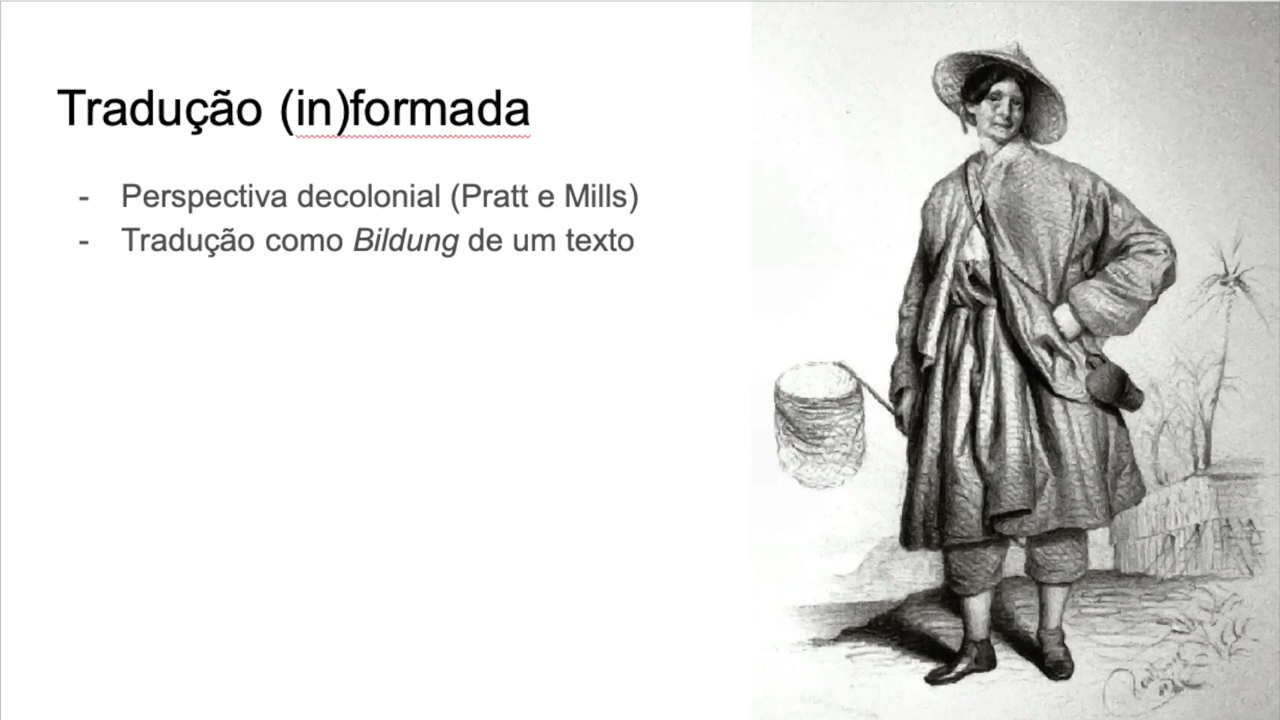 Tradução (in)formada
- Perspectiva decolonial (Pratt e Mills)
- Tradução como Bildung de um texto